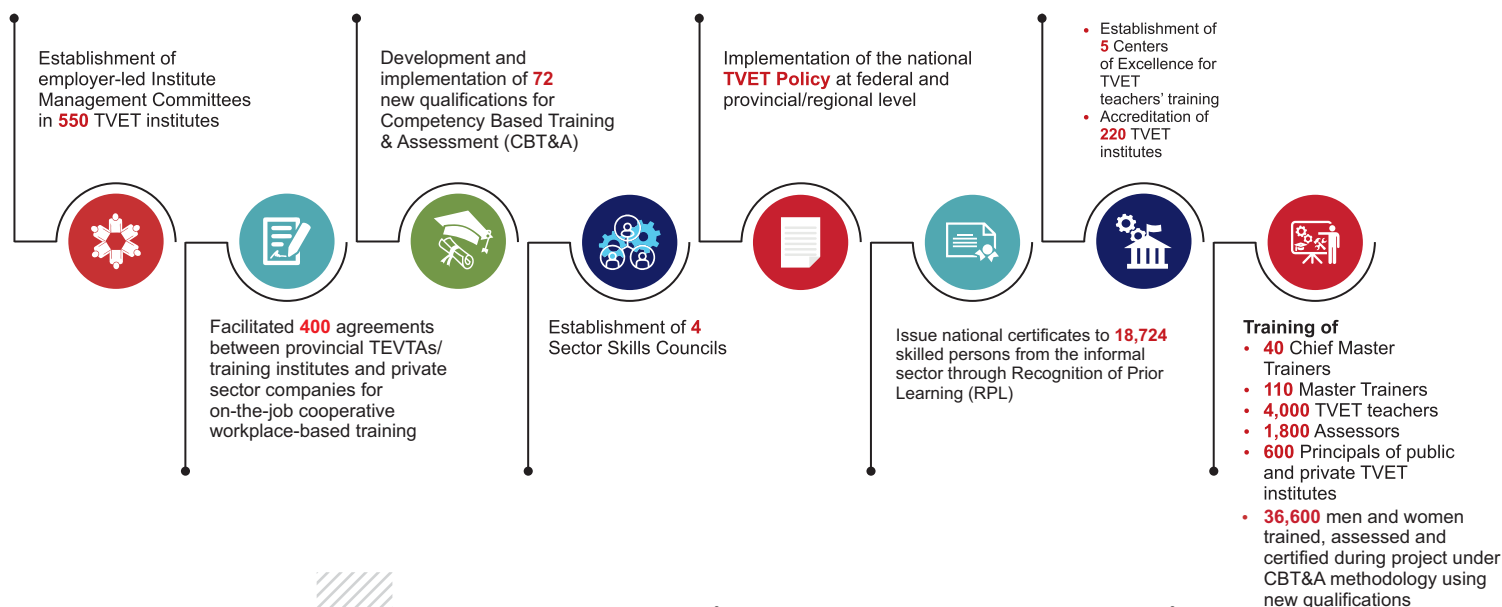 Establishment of
employer-led Institute
Management Committees
in 550 TVET institutes
Facilitated 400 agreements
between provincial TEVTAs/
training institutes and private
sector companies for
on-the-job cooperative
workplace-based training
Development and
implementation of 72
new qualifications for
Competency Based Training
& Assessment (CBT&A)
Establishment of 4
Sector Skills Councils
Implementation of the national
TVET Policy at federal and
provincial/regional level
Issue national certificates to 18,724
skilled persons from the informal
sector through Recognition of Prior
Learning (RPL)
• Establishment of
5 Centers
of Excellence for
TVET
teachers’ training
• Accreditation of
220 TVET
institutes
Training of
• 40 Chief Master
Trainers
• 110 Master Trainers
• 4,000 TVET teachers
• 1,800 Assessors
• 600 Principals of public
and private TVET
institutes
• 36,600 men and women
trained, assessed and
certified during project under
CBT&A methodology using
new qualifications